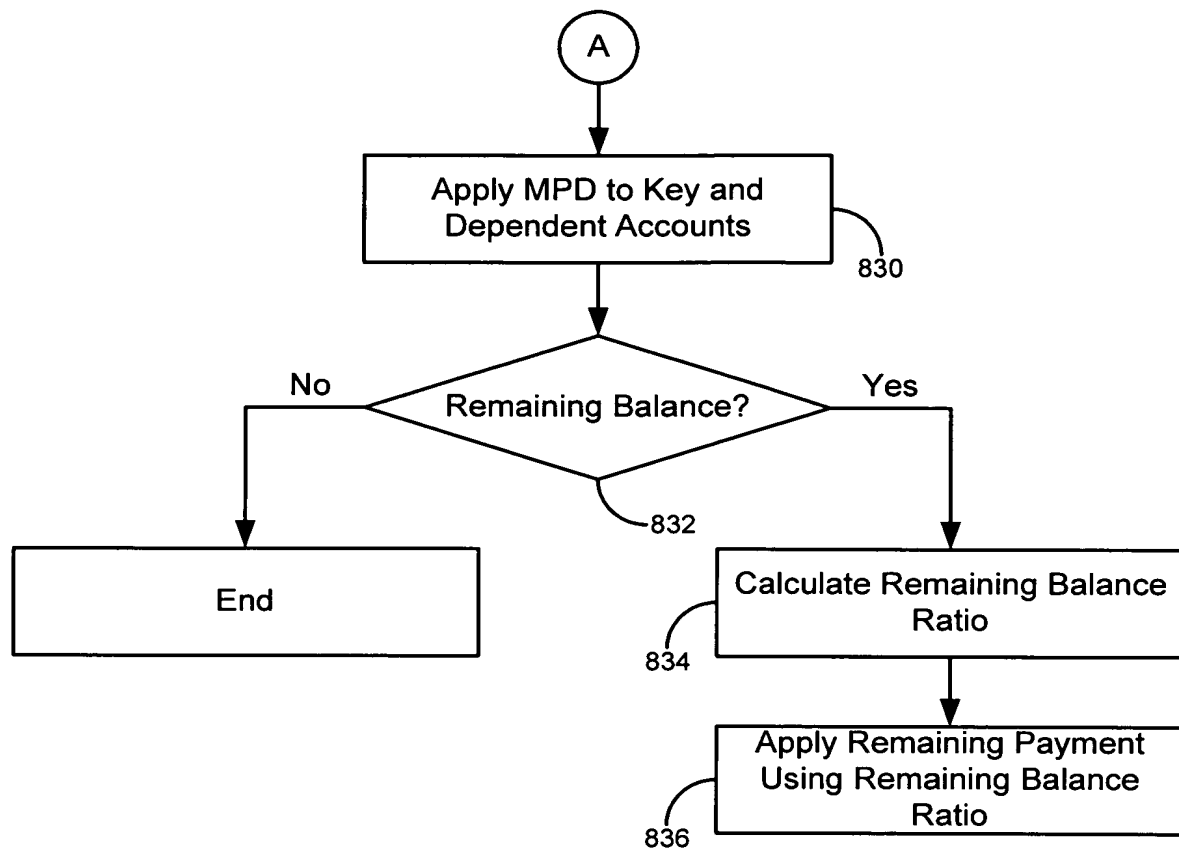 A
Apply MPD to Key and
Dependent Accounts
830
No
Remaining Balance?
Yes
832
End
Calculate Remaining Balance
Ratio
834
Apply Remaining Payment
Using Remaining Balance
Ratio
836